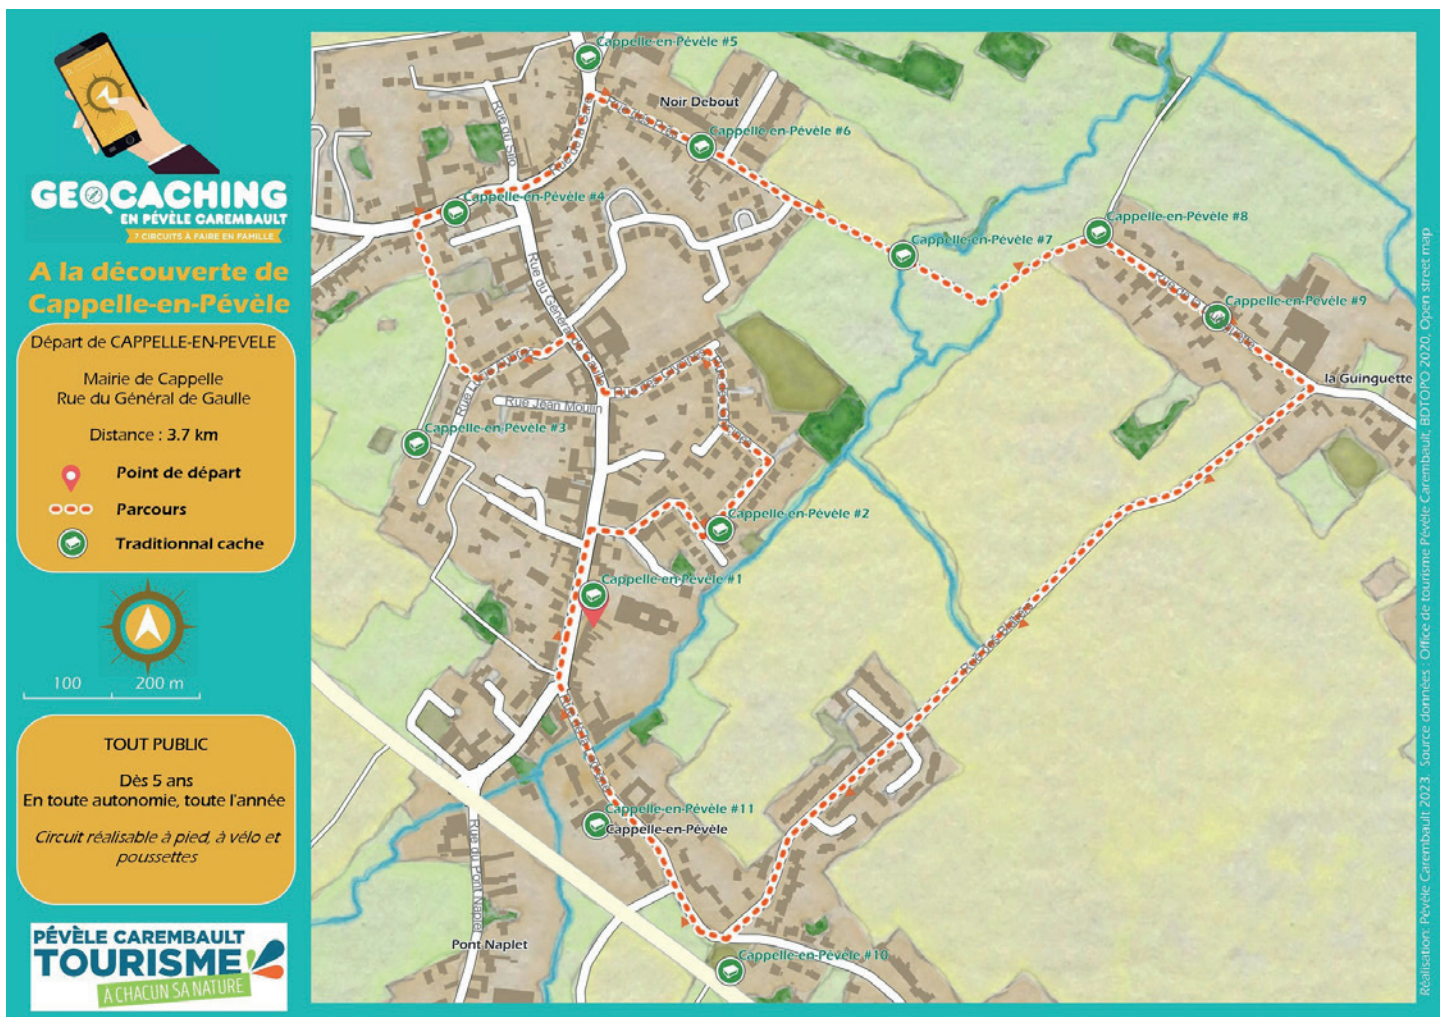 GEOCACHING
EN PÉVÈLE CAREMBAULT
7 CIRCUITS À FAIRE EN FAMILLE
A la découverte de
Cappelle-en-Pévèle
Départ de CAPPELLE-EN-PEVELE
Mairie de Cappelle
Rue du Général de Gaulle
Distance : 3.7 km
Point de départ
Parcours
Traditionnal cache
100 200 m
TOUT PUBLIC
Dès 5 ans
En toute autonomie, toute l'année
Circuit réalisable à pied, à vélo et
poussettes
PÉVÈLE CAREMBAULT
TOURISME
À CHACUN SA NATURE
Cappelle-en-Pévèle #5
Noir Debout
Cappelle-en-Pévèle #6
Rue du Silo
Cappelle-en-Pévèle #4
Cappelle-en-Pévèle #7
Cappelle-en-Pévèle #8
Rue du Général de Gaulle
Cappelle-en-Pévèle #9
la Guinguette
Rue Jean Moulin
Cappelle-en-Pévèle #3
Cappelle-en-Pévèle #2
Cappelle-en-Pévèle #1
Cappelle-en-Pévèle #11
Cappelle-en-Pévèle
Rue du Pont Naplet
Pont Naplet
Cappelle-en-Pévèle #10
Réalisation: Pévèle Carembault 2023. Source données : Office de tourisme Pévèle Carembault, BDTOPO 2020, Open street map